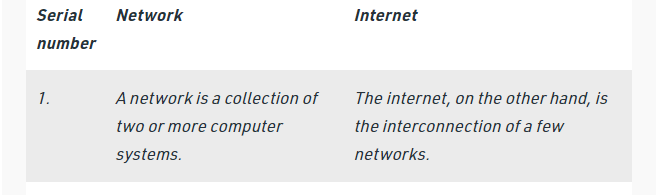 Serial number Network Internet
1. A network is a collection of The internet, on the other hand, is
two or more computer the interconnection of a few
systems. networks.